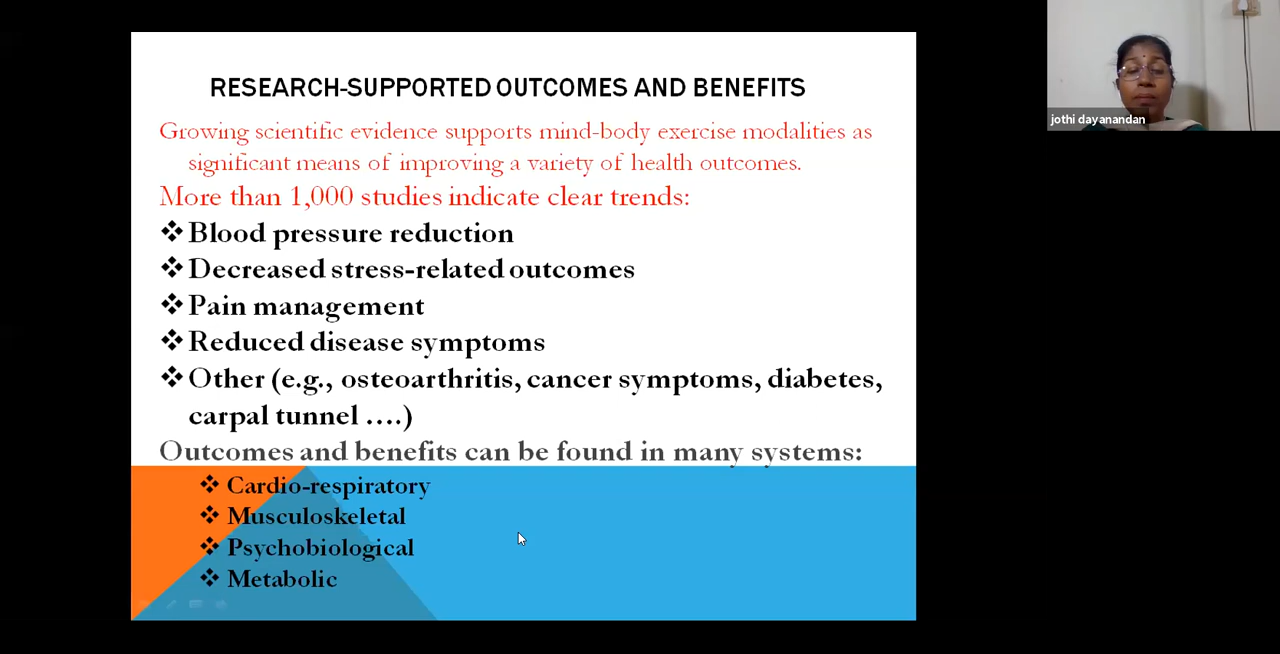 RESEARCH-SUPPORTED OUTCOMES AND BENEFITS
Growing scientific evidence supports mind-body exercise modalities as
significant means of improving a variety of health outcomes.
More than 1,000 studies indicate clear trends:
❖ Blood pressure reduction
❖ Decreased stress-related outcomes
❖ Pain management
❖ Reduced disease symptoms
❖ Other (e.g., osteoarthritis, cancer symptoms, diabetes,
carpal tunnel ….)
Outcomes and benefits can be found in many systems:
❖ Cardio-respiratory
❖ Musculoskeletal
❖ Psychobiological
❖ Metabolic
jothi dayanandan